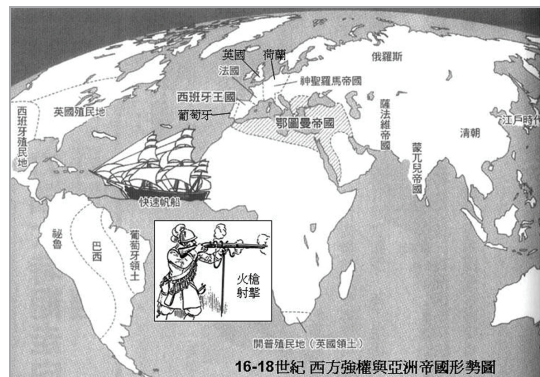 英國
荷蘭
俄羅斯
法國
神聖羅馬帝國
西班牙王國
葡萄牙
鄂圖曼帝國
薩法維帝國
清朝
江戶時代
蒙兀兒帝國
英國殖民地
西班牙殖民地
快速帆船
祕魯
巴西
葡萄牙領土
火槍
射擊
開普殖民地(英國領土)
16-18世紀 西方強權與亞洲帝國形勢圖